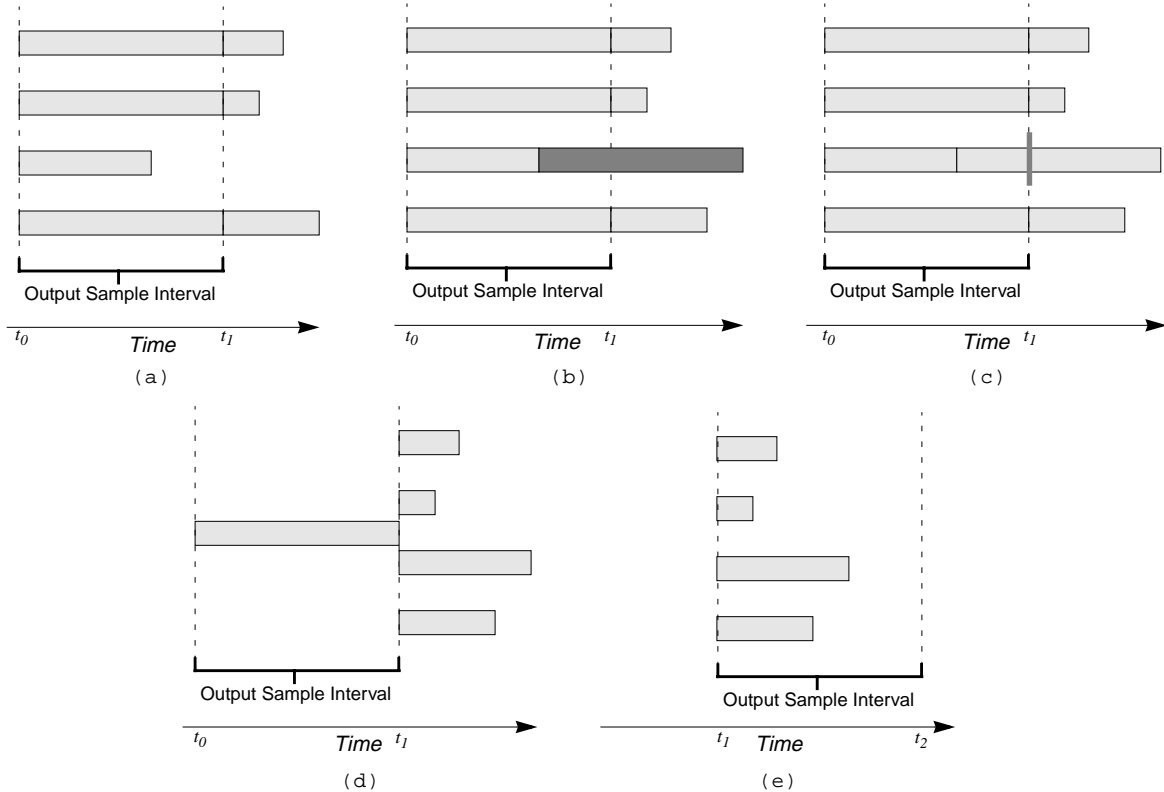 Output Sample Interval
t0 Time t1
(a)
Output Sample Interval
t0 Time t1
(b)
Output Sample Interval
t0 Time t1
(c)
Output Sample Interval
t0 Time t1
(d)
Output Sample Interval
t1 Time t2
(e)